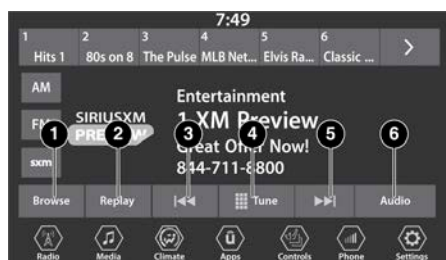 7:49
1 2 3 4 5 6
Hits 1 80s on 8 The Pulse MLB Net... Elvis Ra... Classic ...
AM
FM
sxm
SIRIUSXM
PREVIEW
Entertainment
1 XM Preview
Great Offer Now!
844-711-8800
1 2 3 4 5 6
Browse Replay Tune Audio
Radio Media Climate Apps Controls Phone Settings